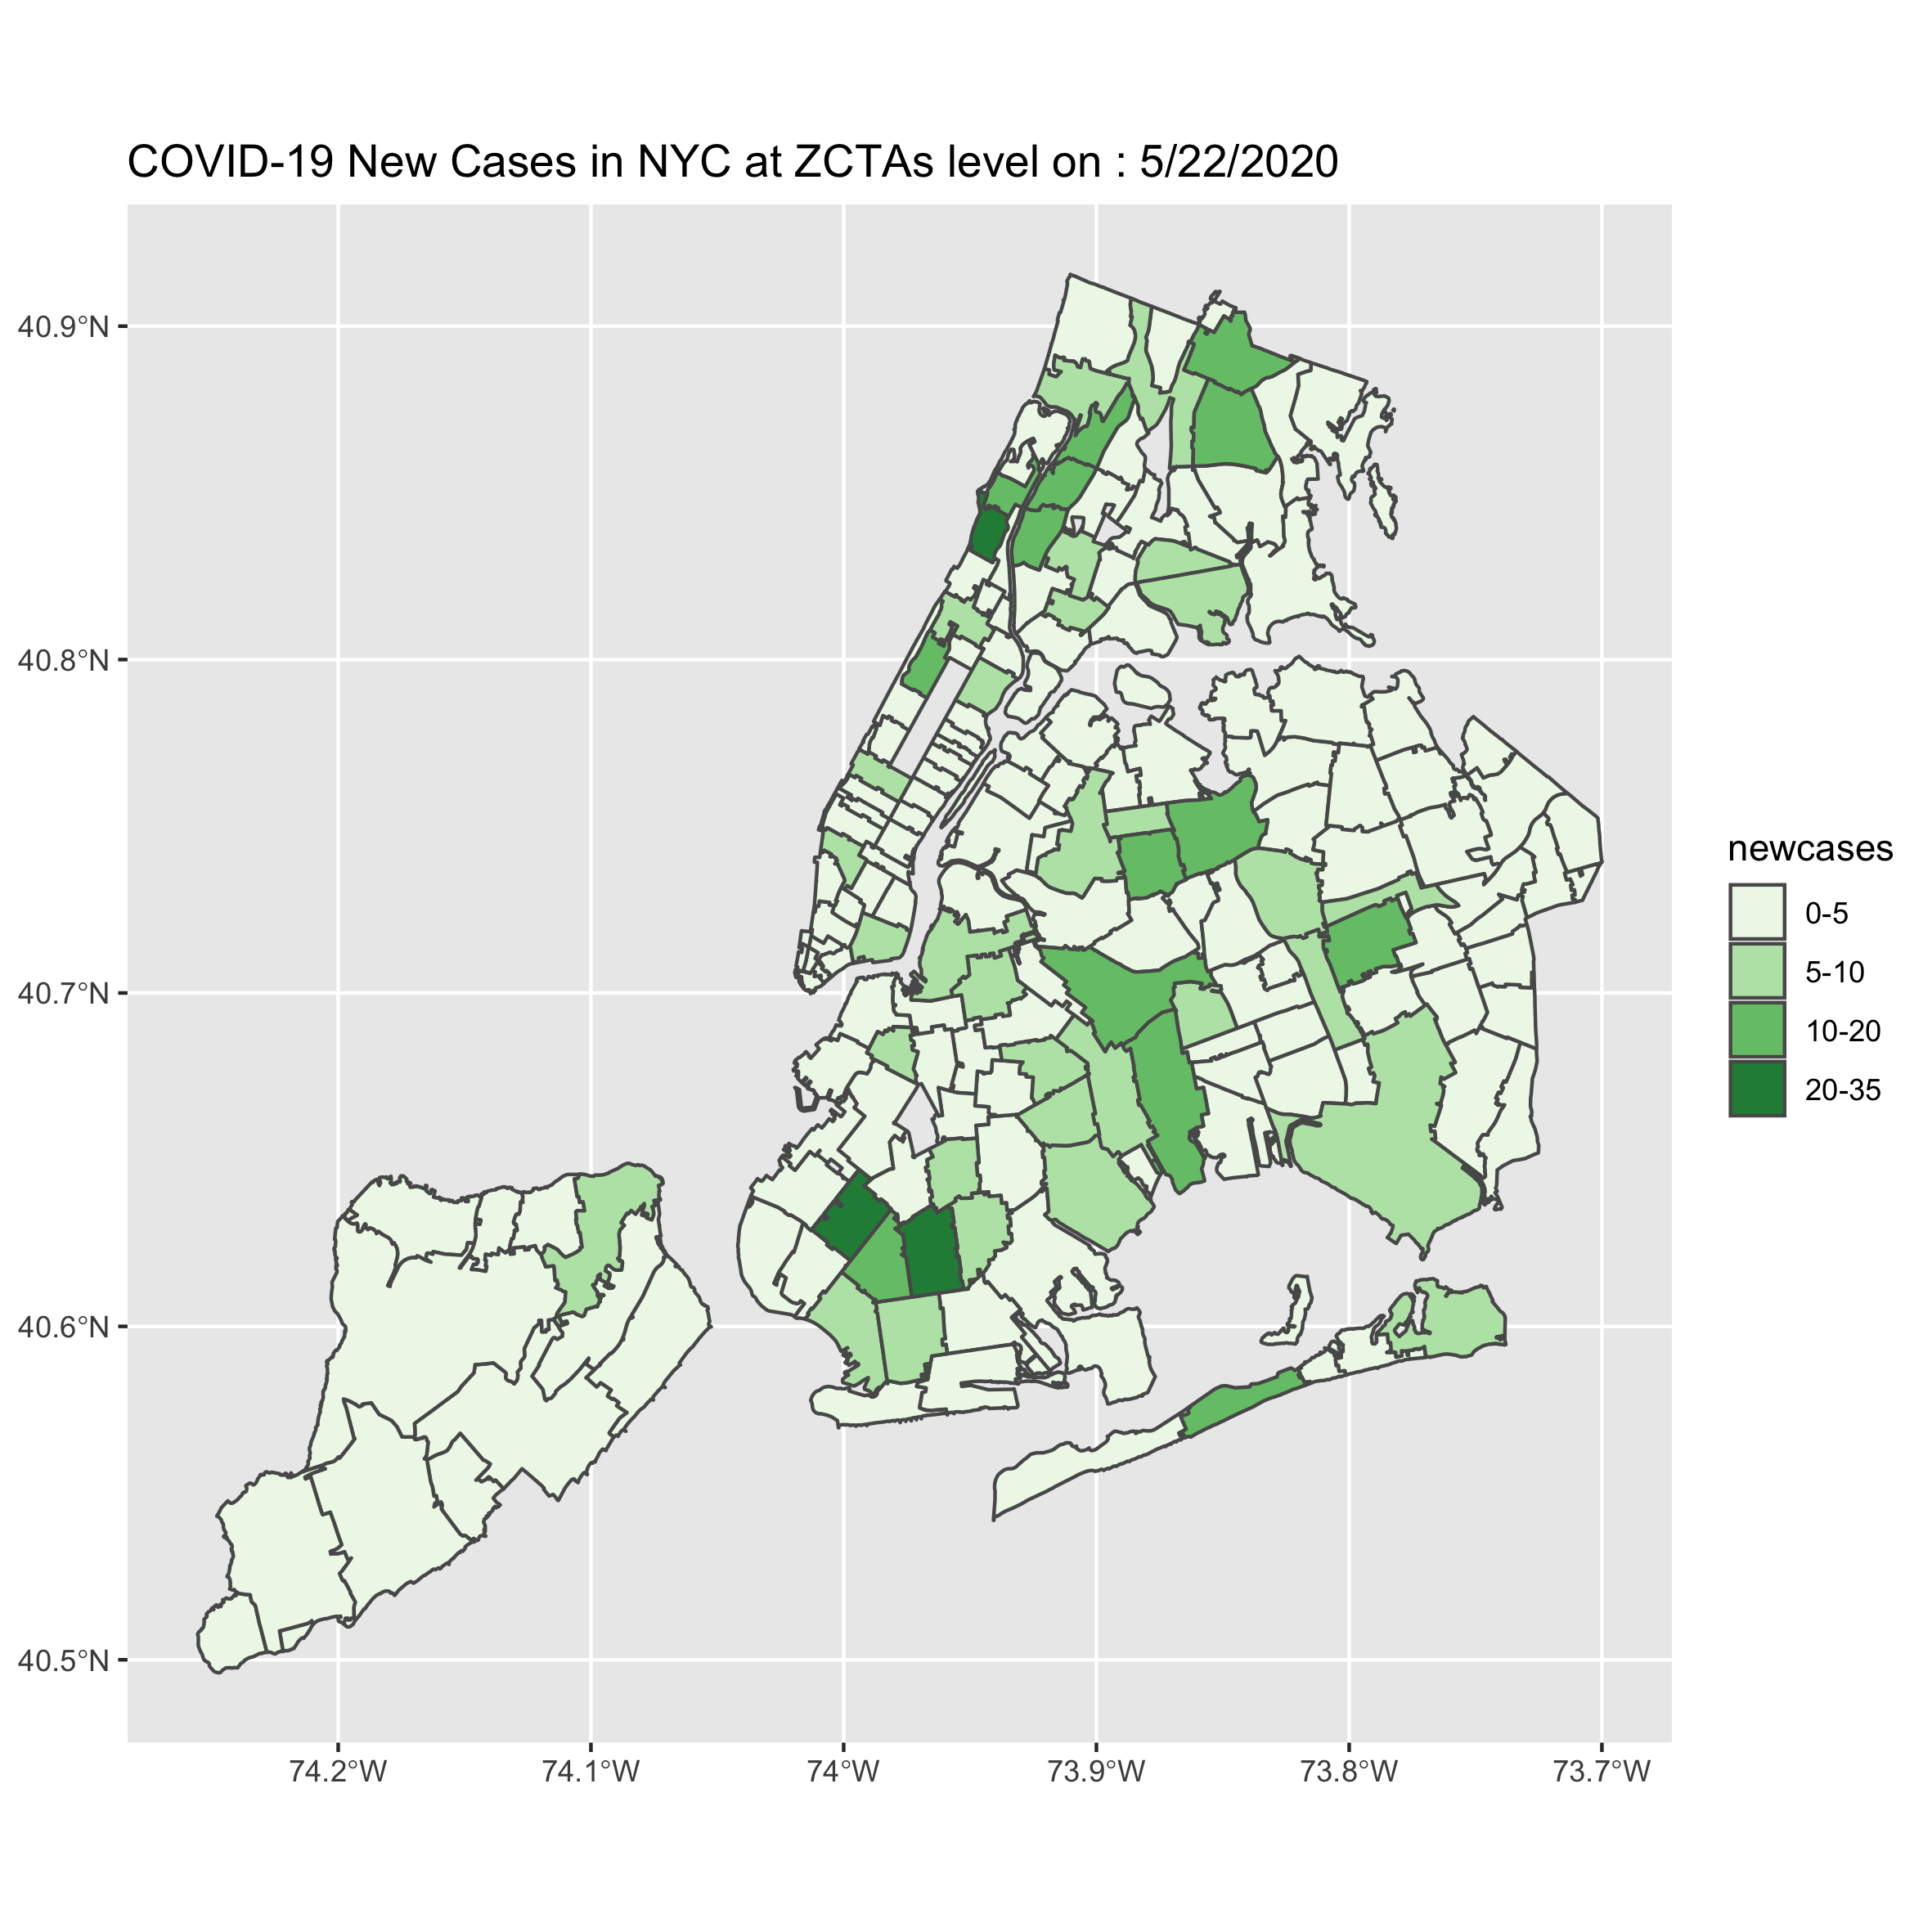 COVID-19 New Cases in NYC at ZCTAs level on : 5/22/2020
40.9°N
40.8°N
40.7°N
40.6°N
40.5°N
74.2°W
74.1°W
74°W
73.9°W
73.8°W
73.7°W
newcases
0-5
5-10
10-20
20-35